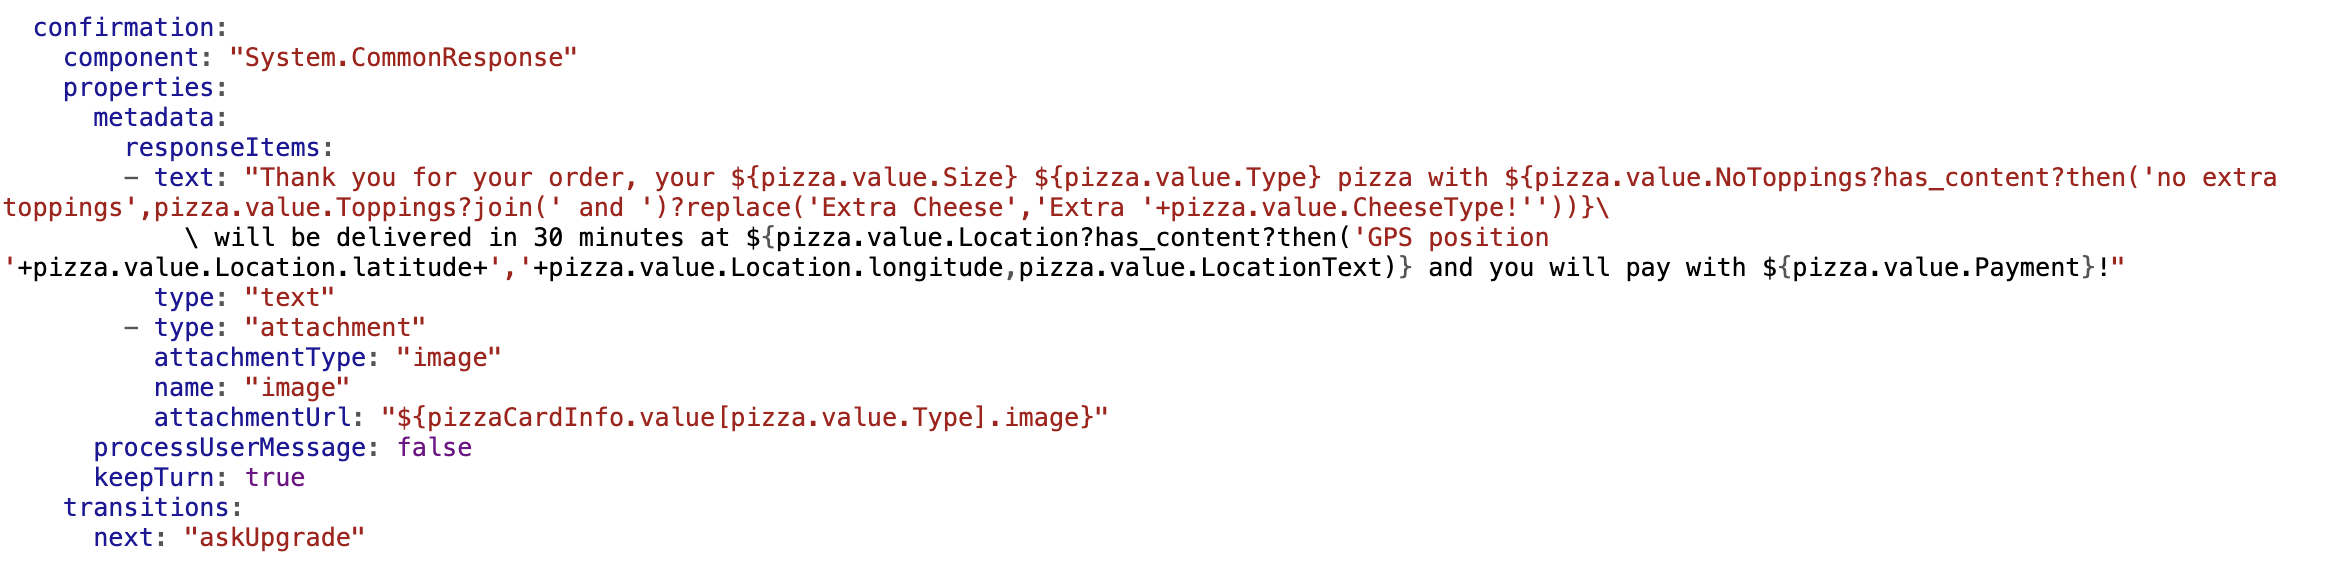 confirmation:
component: "System.CommonResponse"
properties:
metadata:
responseItems:
- text: "Thank you for your order, your ${pizza.value.Size} ${pizza.value.Type} pizza with ${pizza.value.NoToppings?has_content?then('no extra
toppings',pizza.value.Toppings?join(' and ')?replace('Extra Cheese','Extra '+pizza.value.CheeseType!''))}\
\ will be delivered in 30 minutes at ${pizza.value.Location?has_content?then('GPS position
'+pizza.value.Location.latitude+','+pizza.value.Location.longitude,pizza.value.LocationText)} and you will pay with ${pizza.value.Payment}!"
type: "text"
- type: "attachment"
attachmentType: "image"
name: "image"
attachmentUrl: "${pizzaCardInfo.value[pizza.value.Type].image}"
processUserMessage: false
keepTurn: true
transitions:
next: "askUpgrade"